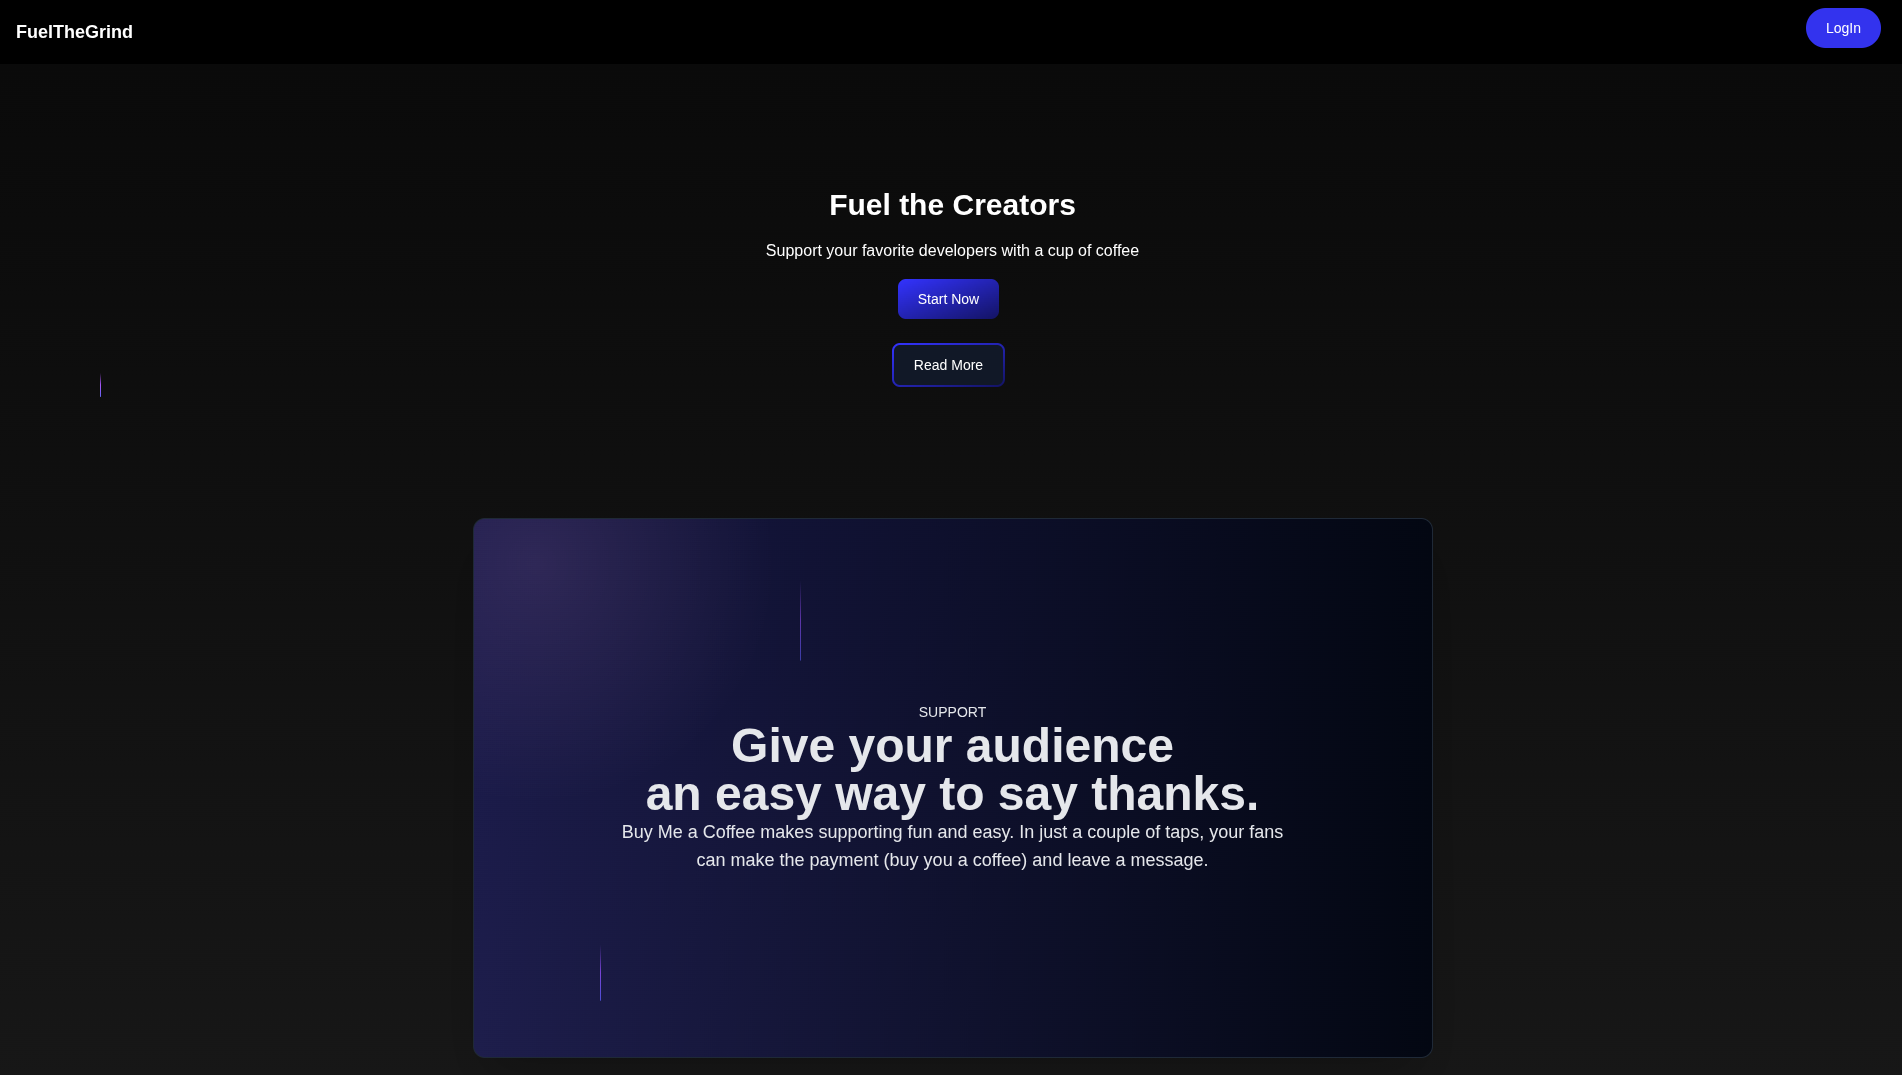 FuelTheGrind
LogIn
Fuel the Creators
Support your favorite developers with a cup of coffee
Start Now
Read More
SUPPORT
Give your audience
an easy way to say thanks.
Buy Me a Coffee makes supporting fun and easy. In just a couple of taps, your fans
can make the payment (buy you a coffee) and leave a message.